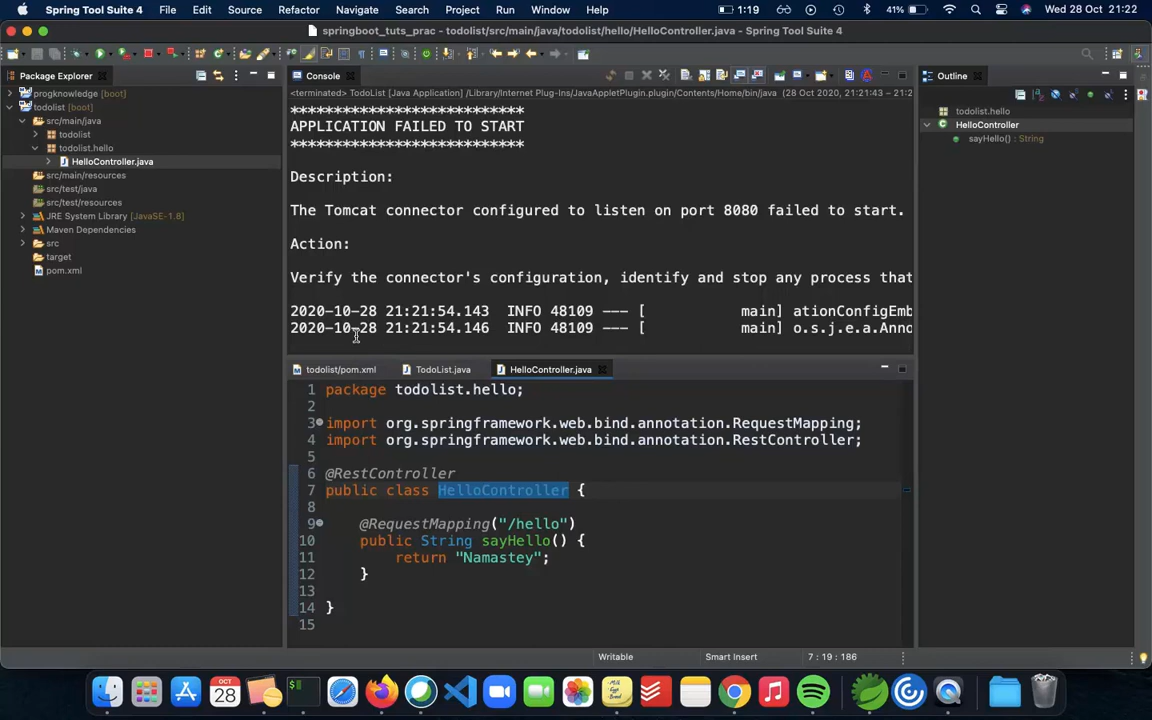 Spring Tool Suite 4 File Edit Source Refactor Navigate Search Project Run Window Help 1:19 41% Wed 28 Oct 21:22
springboot_tuts_prac - todolist/src/main/java/todolist/hello/HelloController.java - Spring Tool Suite 4
Package Explorer
progknowledge [boot]
todolist [boot]
src/main/java
todolist
todolist.hello
HelloController.java
src/main/resources
src/test/java
src/test/resources
JRE System Library [JavaSE-1.8]
Maven Dependencies
src
target
pom.xml
Console
<terminated> TodoList [Java Application] /Library/Internet Plug-Ins/JavaAppletPlugin.plugin/Contents/Home/bin/java (28 Oct 2020, 21:21:43 – 21:2
***************************
APPLICATION FAILED TO START
***************************
Description:
The Tomcat connector configured to listen on port 8080 failed to start.
Action:
Verify the connector's configuration, identify and stop any process that
2020-10-28 21:21:54.143 INFO 48109 --- [ main] ationConfigEmb
2020-10-28 21:21:54.146 INFO 48109 --- [ main] o.s.j.e.a.Anno
todolist/pom.xml TodoList.java HelloController.java
1 package todolist.hello;
2
3 import org.springframework.web.bind.annotation.RequestMapping;
4 import org.springframework.web.bind.annotation.RestController;
5
6 @RestController
7 public class HelloController {
8
9 @RequestMapping("/hello")
10 public String sayHello() {
11 return "Namastey";
12 }
13
14 }
15
Outline
todolist.hello
HelloController
sayHello() : String
Writable Smart Insert 7 : 19 : 186
OCT
28